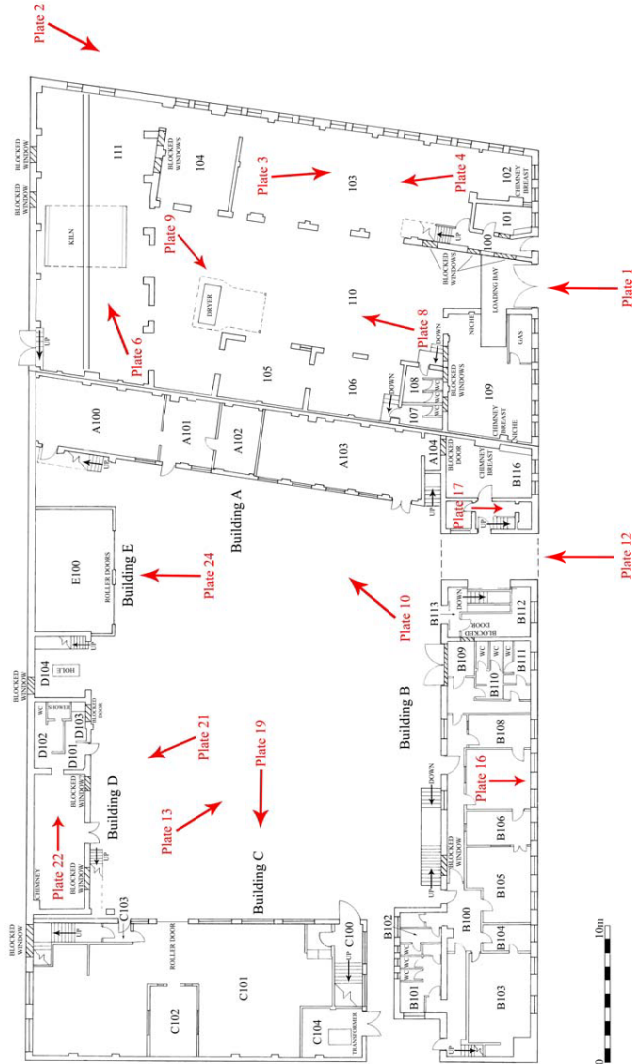 Plate 2
BLOCKED
WINDOW
BLOCKED
WINDOW
BLOCKED
WINDOW
BLOCKED
WINDOW
UP
KILN
111
Plate 6
BLOCKED
WINDOWS
104
Plate 9
DRYER
Plate 3
103
Plate 4
102
CHIMNEY
BREAST
101
100
UP
BLOCKED
WINDOWS
LOADING BAY
Plate 1
110
Plate 8
105
106
DOWN
DOWN
107
108
WC
WC
WC
BLOCKED
WINDOWS
NICHE
GAS
109
CHIMNEY
BREAST
NICHE
A100
UP
A101
A102
A103
A104
UP
Building A
BLOCKED
DOOR
CHIMNEY
BREAST
B116
Plate 17
UP
Plate 12
E100
ROLLER DOORS
Building E
Plate 24
Plate 10
UP
HOLE
D104
BLOCKED
DOOR
WC
D102
D103
D101
BLOCKED
WINDOW
BLOCKED
WINDOW
CHIMNEY
Plate 22
Building D
UP
Plate 21
Plate 13
Plate 19
Building C
BLOCKED
WINDOW
UP
C103
ROLLER DOOR
C101
C102
C100
UP
C104
TRANSFORMER
Building B
B113
DOWN
BLOCKED
DOOR
B112
B109
WC
WC
WC
B110
B111
B108
Plate 16
B106
DOWN
UP
BLOCKED
WINDOW
B100
B105
B104
B102
WC
WC
WC
B101
B103
UP
0
10m